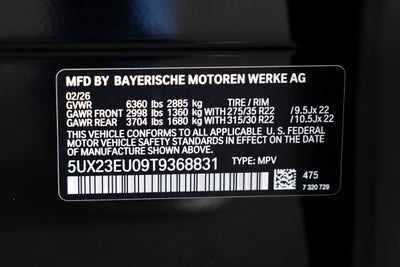 MFD BY BAYERISCHE MOTOREN WERKE AG
02/26
GVWR 6360 lbs 2885 kg TIRE / RIM
GAWR FRONT 2998 lbs 1360 kg 275/35 R22 /9.5Jx 22
GAWR REAR 3704 lbs 1680 kg 315/30 R22 /10.5Jx 22
THIS VEHICLE CONFORMS TO ALL APPLICABLE U. S. FEDERAL
MOTOR VEHICLE SAFETY STANDARDS IN EFFECT ON THE DATE OF
MANUFACTURE SHOWN ABOVE.
5UX23EU09T9368831 TYPE: MPV
475
7 320 729